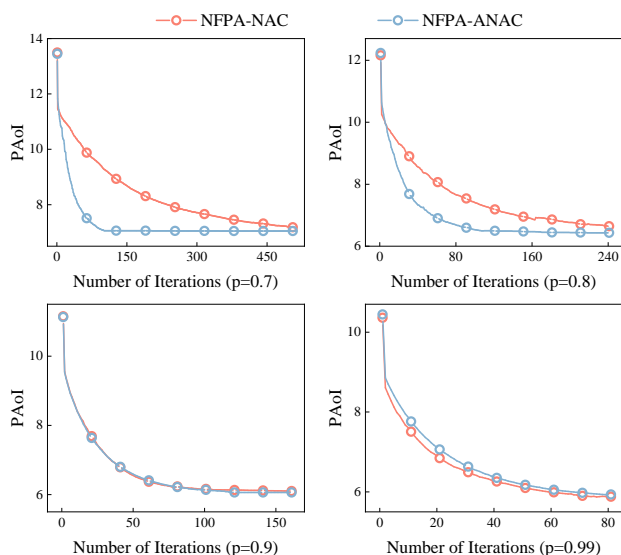 NFPA-NAC NFPA-ANAC
14
12
10
8
PAoI
0 150 300 450
Number of Iterations (p=0.7)
12
10
8
6
PAoI
0 80 160 240
Number of Iterations (p=0.8)
10
8
6
PAoI
0 50 100 150
Number of Iterations (p=0.9)
10
8
6
PAoI
0 20 40 60 80
Number of Iterations (p=0.99)